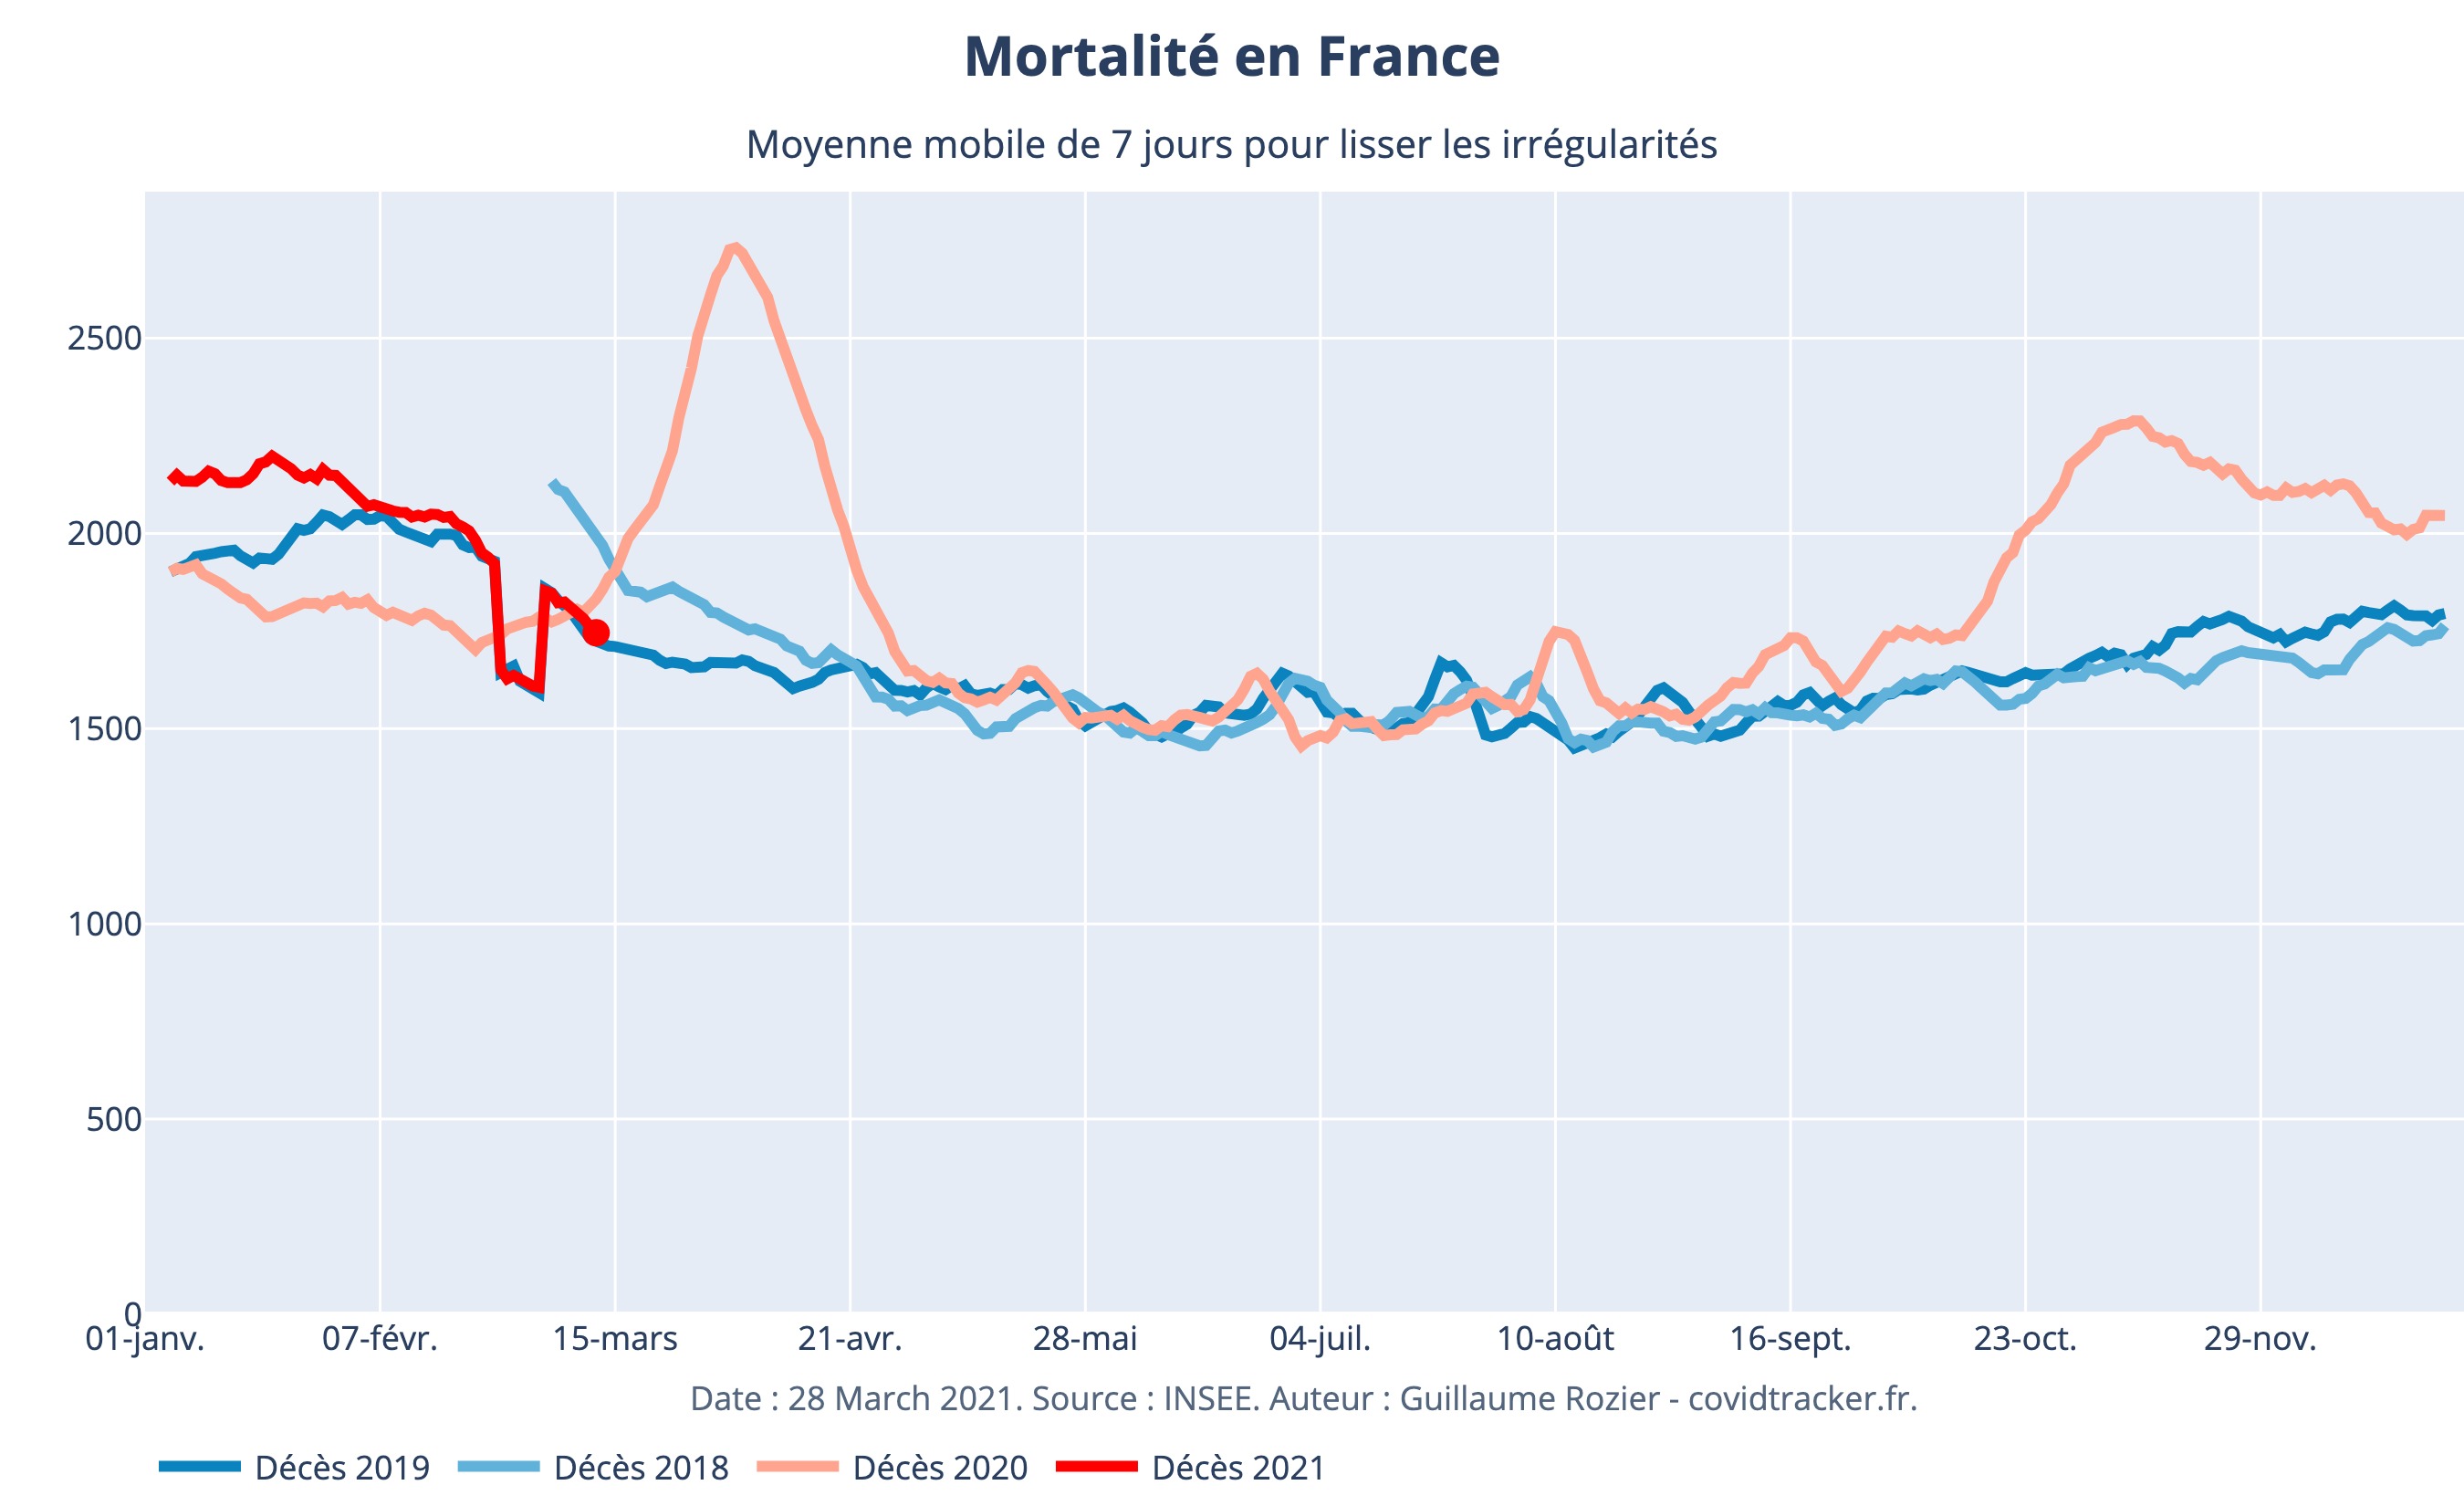 Mortalité en France
Moyenne mobile de 7 jours pour lisser les irrégularités
2500
2000
1500
1000
500
0
01-janv. 07-févr. 15-mars 21-avr. 28-mai 04-juil. 10-août 16-sept. 23-oct. 29-nov.
Date : 28 March 2021. Source : INSEE. Auteur : Guillaume Rozier - covidtracker.fr.
Décès 2019 Décès 2018 Décès 2020 Décès 2021